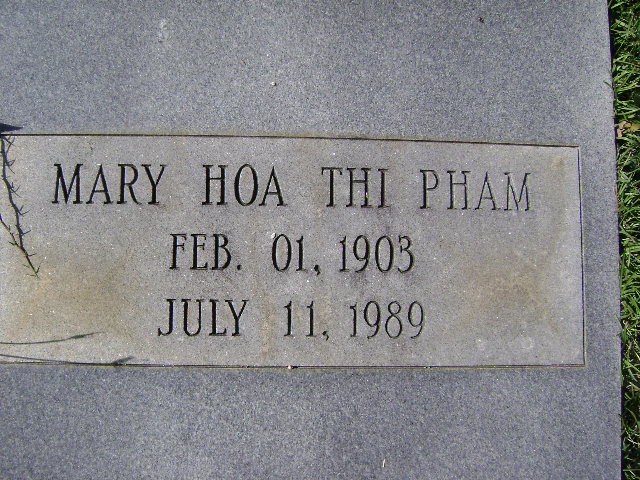 MARY HOA THI PHAM
FEB. 01, 1903
JULY 11, 1989